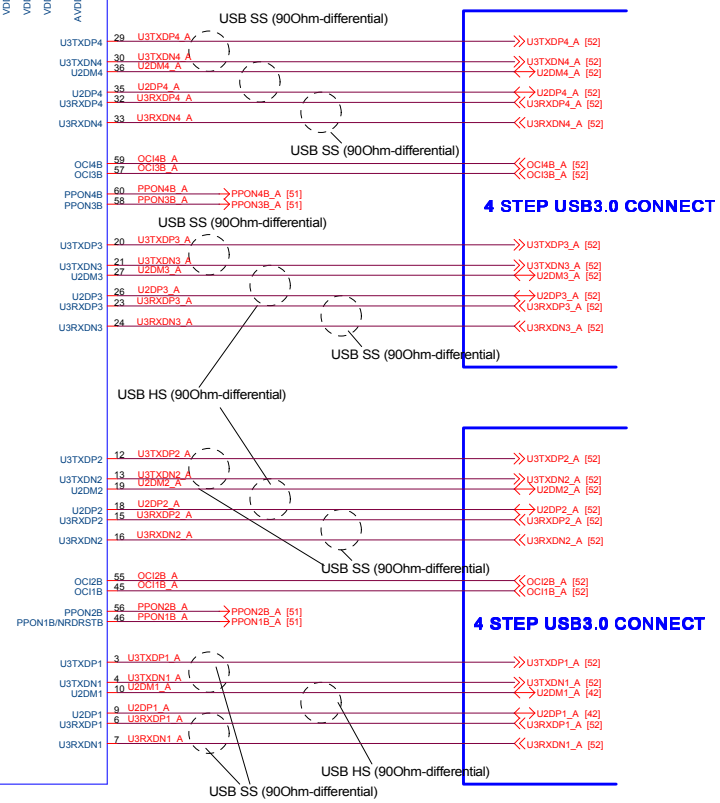 VDD
VDD
VDD
AVD
USB SS (90Ohm-differential)
U3TXDP4 29 U3TXDP4_A U3TXDP4_A [52]
U3TXDN4 30 U3TXDN4_A U3TXDN4_A [52]
U2DM4 36 U2DM4_A U2DM4_A [52]
U2DP4 35 U2DP4_A U2DP4_A [52]
U3RXDP4 32 U3RXDP4_A U3RXDP4_A [52]
U3RXDN4 33 U3RXDN4_A U3RXDN4_A [52]
USB SS (90Ohm-differential)
OCI4B 59 OCI4B_A OCI4B_A [52]
OCI3B 57 OCI3B_A OCI3B_A [52]
PPON4B 60 PPON4B_A PPON4B_A [51]
PPON3B 58 PPON3B_A PPON3B_A [51]
4 STEP USB3.0 CONNECT
USB SS (90Ohm-differential)
U3TXDP3 20 U3TXDP3_A U3TXDP3_A [52]
U3TXDN3 21 U3TXDN3_A U3TXDN3_A [52]
U2DM3 27 U2DM3_A U2DM3_A [52]
U2DP3 26 U2DP3_A U2DP3_A [52]
U3RXDP3 23 U3RXDP3_A U3RXDP3_A [52]
U3RXDN3 24 U3RXDN3_A U3RXDN3_A [52]
USB SS (90Ohm-differential)
USB HS (90Ohm-differential)
U3TXDP2 12 U3TXDP2_A U3TXDP2_A [52]
U3TXDN2 13 U3TXDN2_A U3TXDN2_A [52]
U2DM2 19 U2DM2_A U2DM2_A [52]
U2DP2 18 U2DP2_A U2DP2_A [52]
U3RXDP2 15 U3RXDP2_A U3RXDP2_A [52]
U3RXDN2 16 U3RXDN2_A U3RXDN2_A [52]
USB SS (90Ohm-differential)
OCI2B 55 OCI2B_A OCI2B_A [52]
OCI1B 45 OCI1B_A OCI1B_A [52]
PPON2B 56 PPON2B_A PPON2B_A [51]
PPON1B/NRDRSTB 46 PPON1B_A PPON1B_A [51]
4 STEP USB3.0 CONNECT
U3TXDP1 3 U3TXDP1_A U3TXDP1_A [52]
U3TXDN1 4 U3TXDN1_A U3TXDN1_A [52]
U2DM1 10 U2DM1_A U2DM1_A [42]
U2DP1 9 U2DP1_A U2DP1_A [42]
U3RXDP1 6 U3RXDP1_A U3RXDP1_A [52]
U3RXDN1 7 U3RXDN1_A U3RXDN1_A [52]
USB HS (90Ohm-differential)
USB SS (90Ohm-differential)